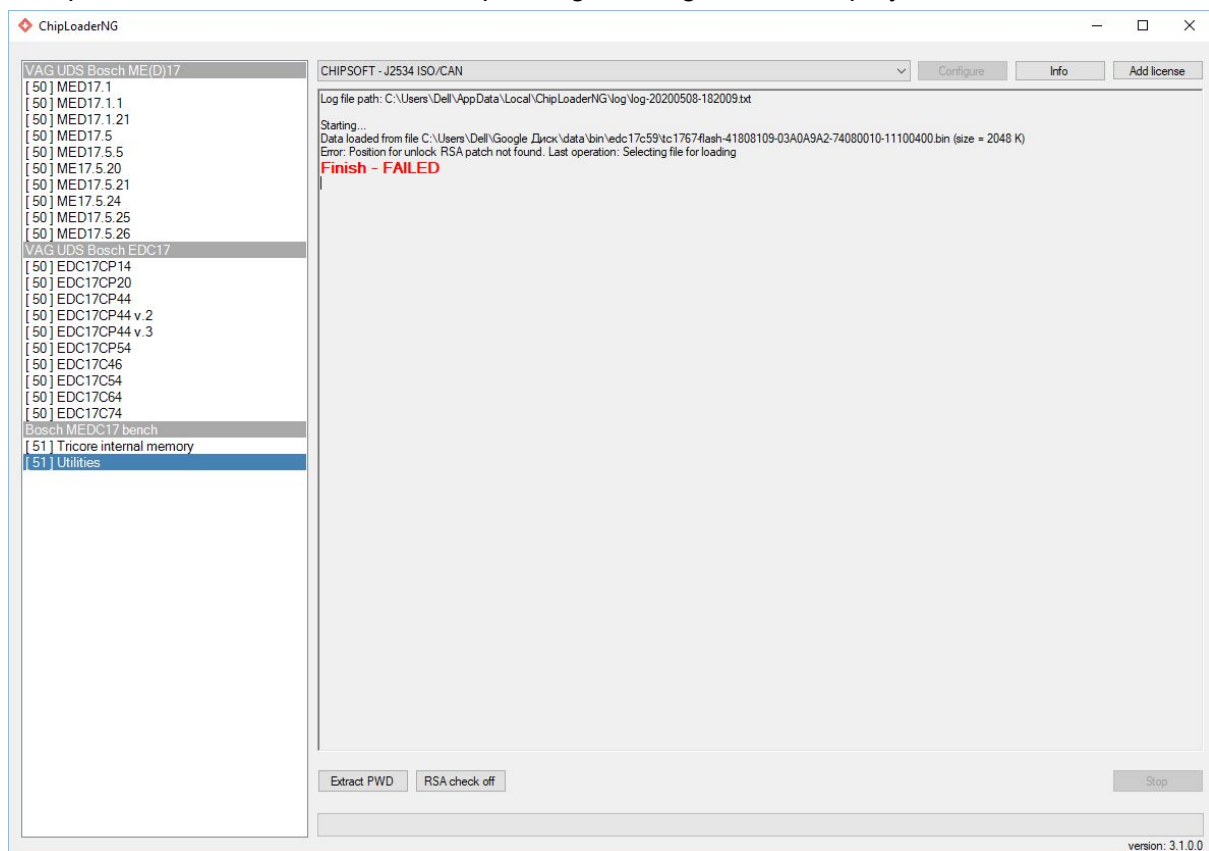 ChipLoaderNG
VAG UDS Bosch ME(D)17
[ 50 ] MED17.1
[ 50 ] MED17.1.1
[ 50 ] MED17.1.21
[ 50 ] MED17.5
[ 50 ] MED17.5.5
[ 50 ] ME17.5.20
[ 50 ] MED17.5.21
[ 50 ] ME17.5.24
[ 50 ] MED17.5.25
[ 50 ] MED17.5.26
VAG UDS Bosch EDC17
[ 50 ] EDC17CP14
[ 50 ] EDC17CP20
[ 50 ] EDC17CP44
[ 50 ] EDC17CP44 v.2
[ 50 ] EDC17CP44 v.3
[ 50 ] EDC17CP54
[ 50 ] EDC17C46
[ 50 ] EDC17C54
[ 50 ] EDC17C64
[ 50 ] EDC17C74
Bosch MEDC17 bench
[ 51 ] Tricore internal memory
[ 51 ] Utilities
CHIPSOFT - J2534 ISO/CAN
Configure
Info
Add license
Log file path: C:\Users\Dell\AppData\Local\ChipLoaderNG\log\log-20200508-182009.txt
Starting...
Data loaded from file C:\Users\Dell\Google Диск\data\bin\edc17c59\tc1767-flash-41808109-03A0A9A2-74080010-11100400.bin (size = 2048 K)
Error: Position for unlock RSA patch not found. Last operation: Selecting file for loading
Finish - FAILED
Extract PWD
RSA check off
Stop
version: 3.1.0.0